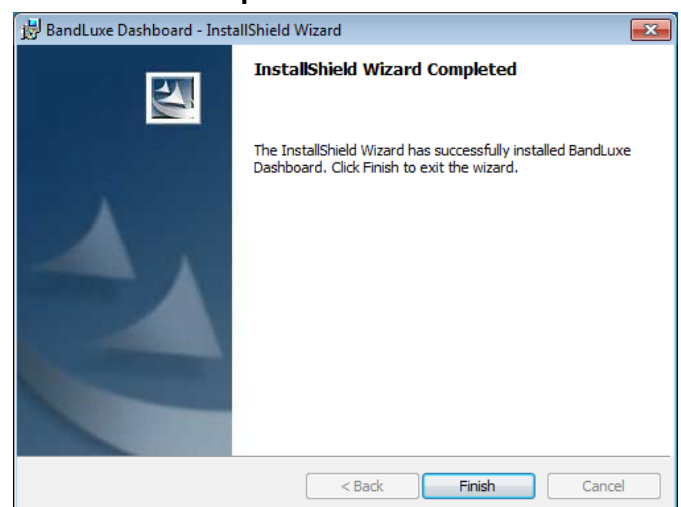 BandLuxe Dashboard - InstallShield Wizard
InstallShield Wizard Completed
The InstallShield Wizard has successfully installed BandLuxe
Dashboard. Click Finish to exit the wizard.
< Back
Finish
Cancel